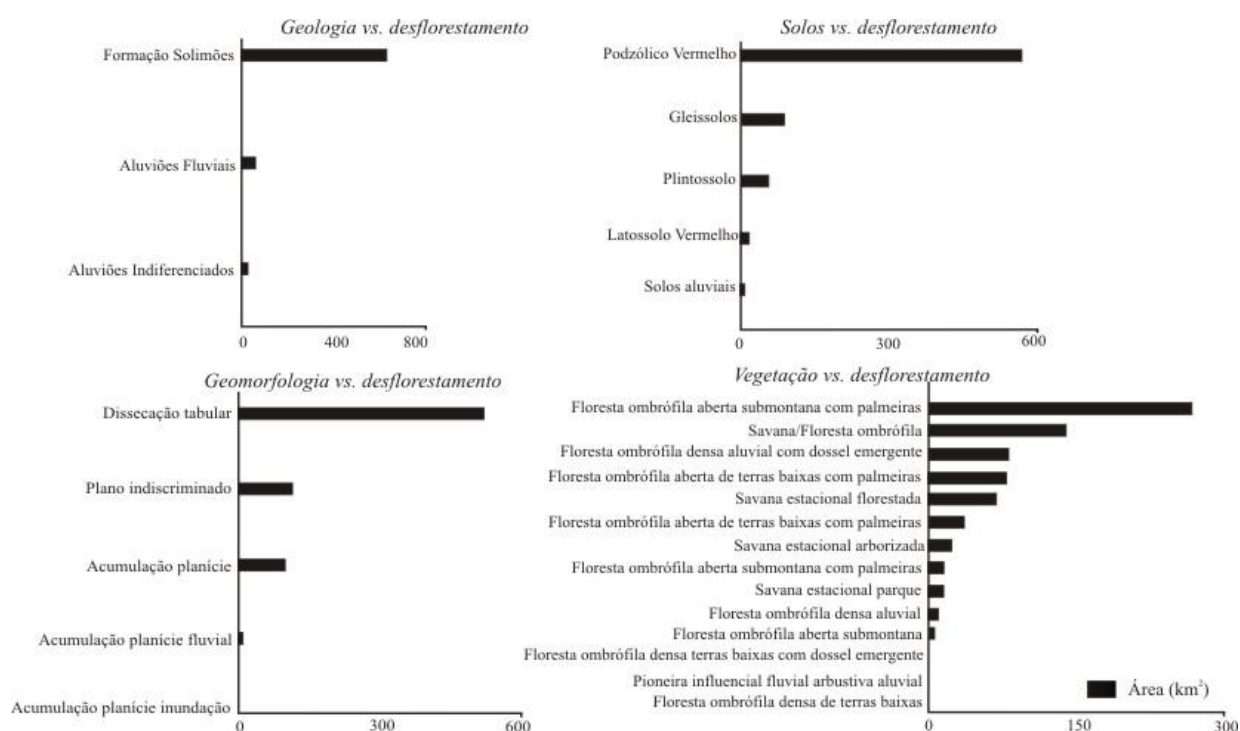 Geologia vs. desflorestamento
Formação Solimões
Aluviões Fluviais
Aluviões Indiferenciados
0 400 800
Solos vs. desflorestamento
Podzólico Vermelho
Gleissolos
Plintossolo
Latossolo Vermelho
Solos aluviais
0 300 600
Geomorfologia vs. desflorestamento
Dissecação tabular
Plano indiscriminado
Acumulação planície
Acumulação planície fluvial
Acumulação planície inundação
0 300 600
Vegetação vs. desflorestamento
Floresta ombrófila aberta submontana com palmeiras
Savana/Floresta ombrófila
Floresta ombrófila densa aluvial com dossel emergente
Floresta ombrófila aberta de terras baixas com palmeiras
Savana estacional florestada
Floresta ombrófila aberta de terras baixas com palmeiras
Savana estacional arborizada
Floresta ombrófila aberta submontana com palmeiras
Savana estacional parque
Floresta ombrófila densa aluvial
Floresta ombrófila aberta submontana
Floresta ombrófila densa terras baixas com dossel emergente
Pioneira influencial fluvial arbustiva aluvial
Floresta ombrófila densa de terras baixas
Área (km²)
0 150 300